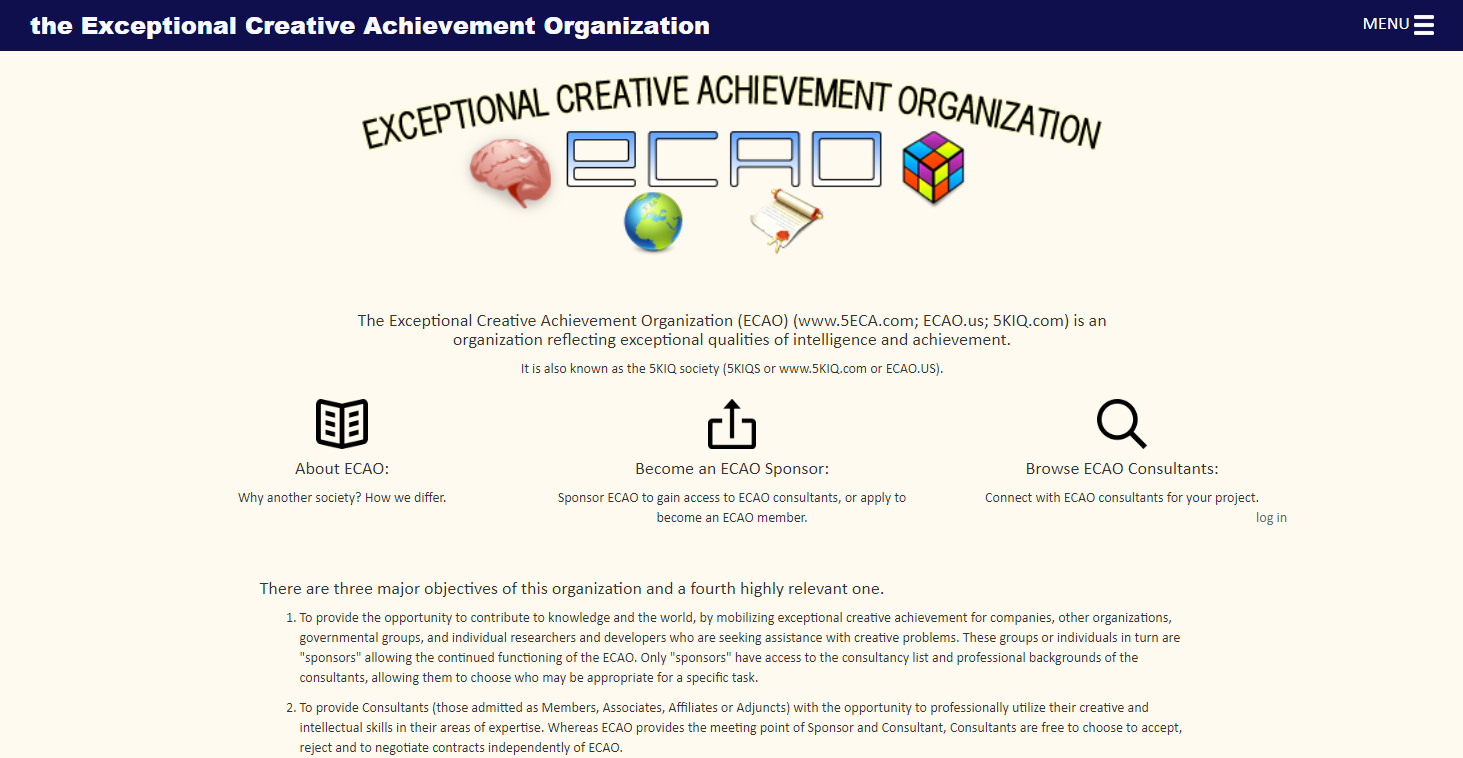 the Exceptional Creative Achievement Organization
MENU
EXCEPTIONAL CREATIVE ACHIEVEMENT ORGANIZATION
eCAO
The Exceptional Creative Achievement Organization (ECAO) (www.5ECA.com; ECAO.us; 5KIQ.com) is an
organization reflecting exceptional qualities of intelligence and achievement.
It is also known as the 5KIQ society (5KIQS or www.5KIQ.com or ECAO.US).
About ECAO:
Why another society? How we differ.
Become an ECAO Sponsor:
Sponsor ECAO to gain access to ECAO consultants, or apply to
become an ECAO member.
Browse ECAO Consultants:
Connect with ECAO consultants for your project.
log in
There are three major objectives of this organization and a fourth highly relevant one.
1. To provide the opportunity to contribute to knowledge and the world, by mobilizing exceptional creative achievement for companies, other organizations,
governmental groups, and individual researchers and developers who are seeking assistance with creative problems. These groups or individuals in turn are
"sponsors" allowing the continued functioning of the ECAO. Only "sponsors" have access to the consultancy list and professional backgrounds of the
consultants, allowing them to choose who may be appropriate for a specific task.
2. To provide Consultants (those admitted as Members, Associates, Affiliates or Adjuncts) with the opportunity to professionally utilize their creative and
intellectual skills in their areas of expertise. Whereas ECAO provides the meeting point of Sponsor and Consultant, Consultants are free to choose to accept,
reject and to negotiate contracts independently of ECAO.